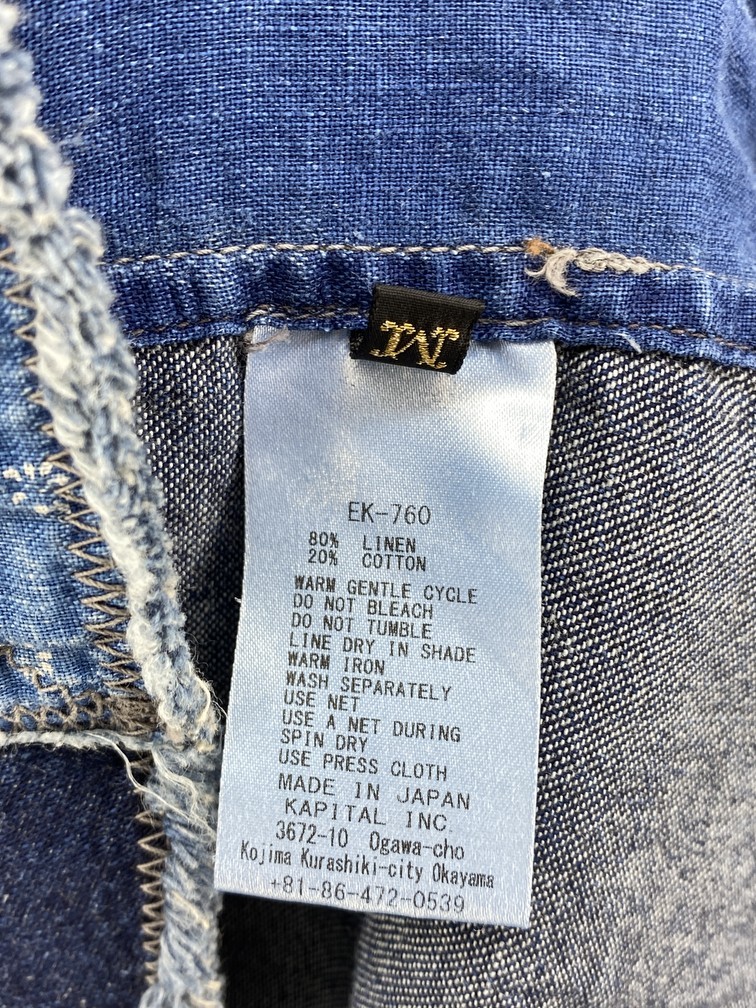 M
EK-760
80% LINEN
20% COTTON
WARM GENTLE CYCLE
DO NOT BLEACH
DO NOT TUMBLE
LINE DRY IN SHADE
WARM IRON
WASH SEPARATELY
USE NET
USE A NET DURING
SPIN DRY
USE PRESS CLOTH
MADE IN JAPAN
KAPITAL INC.
3672-10 Ogawa-cho
Kojima Kurashiki-city Okayama
+81-86-472-0539